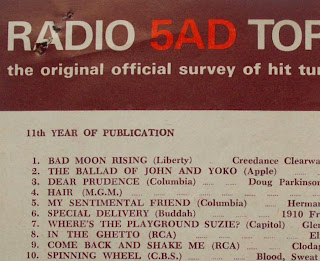 RADIO 5AD TOP
the original official survey of hit tu
11th YEAR OF PUBLICATION
1. BAD MOON RISING (Liberty) Creedance Clearw
2. THE BALLAD OF JOHN AND YOKO (Apple)
3. DEAR PRUDENCE (Columbia) Doug Parkinson
4. HAIR (M.G.M.)
5. MY SENTIMENTAL FRIEND (Columbia) Herma
6. SPECIAL DELIVERY (Buddah) 1910 Fr
7. WHERE'S THE PLAYGROUND SUZIE? (Capitol) Gle
8. IN THE GHETTO (RCA) El
9. COME BACK AND SHAKE ME (RCA) Clodag
10. SPINNING WHEEL (C.B.S.) Blood, Sweat